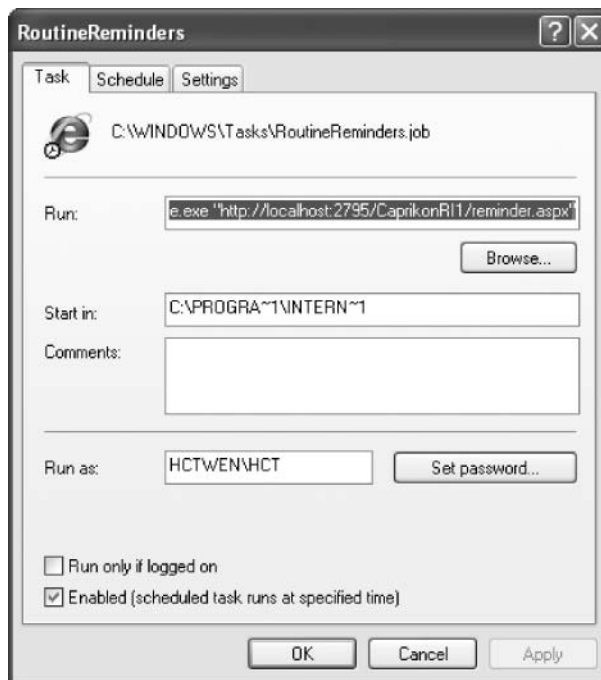 RoutineReminders
Task Schedule Settings
C:\WINDOWS\Tasks\RoutineReminders.job
Run: e.exe "http://localhost:2795/CaprikonRI1/reminder.aspx"
Browse...
Start in: C:\PROGRA~1\INTERN~1
Comments:
Run as: HCTWEN\HCT Set password...
Run only if logged on
Enabled (scheduled task runs at specified time)
OK Cancel Apply